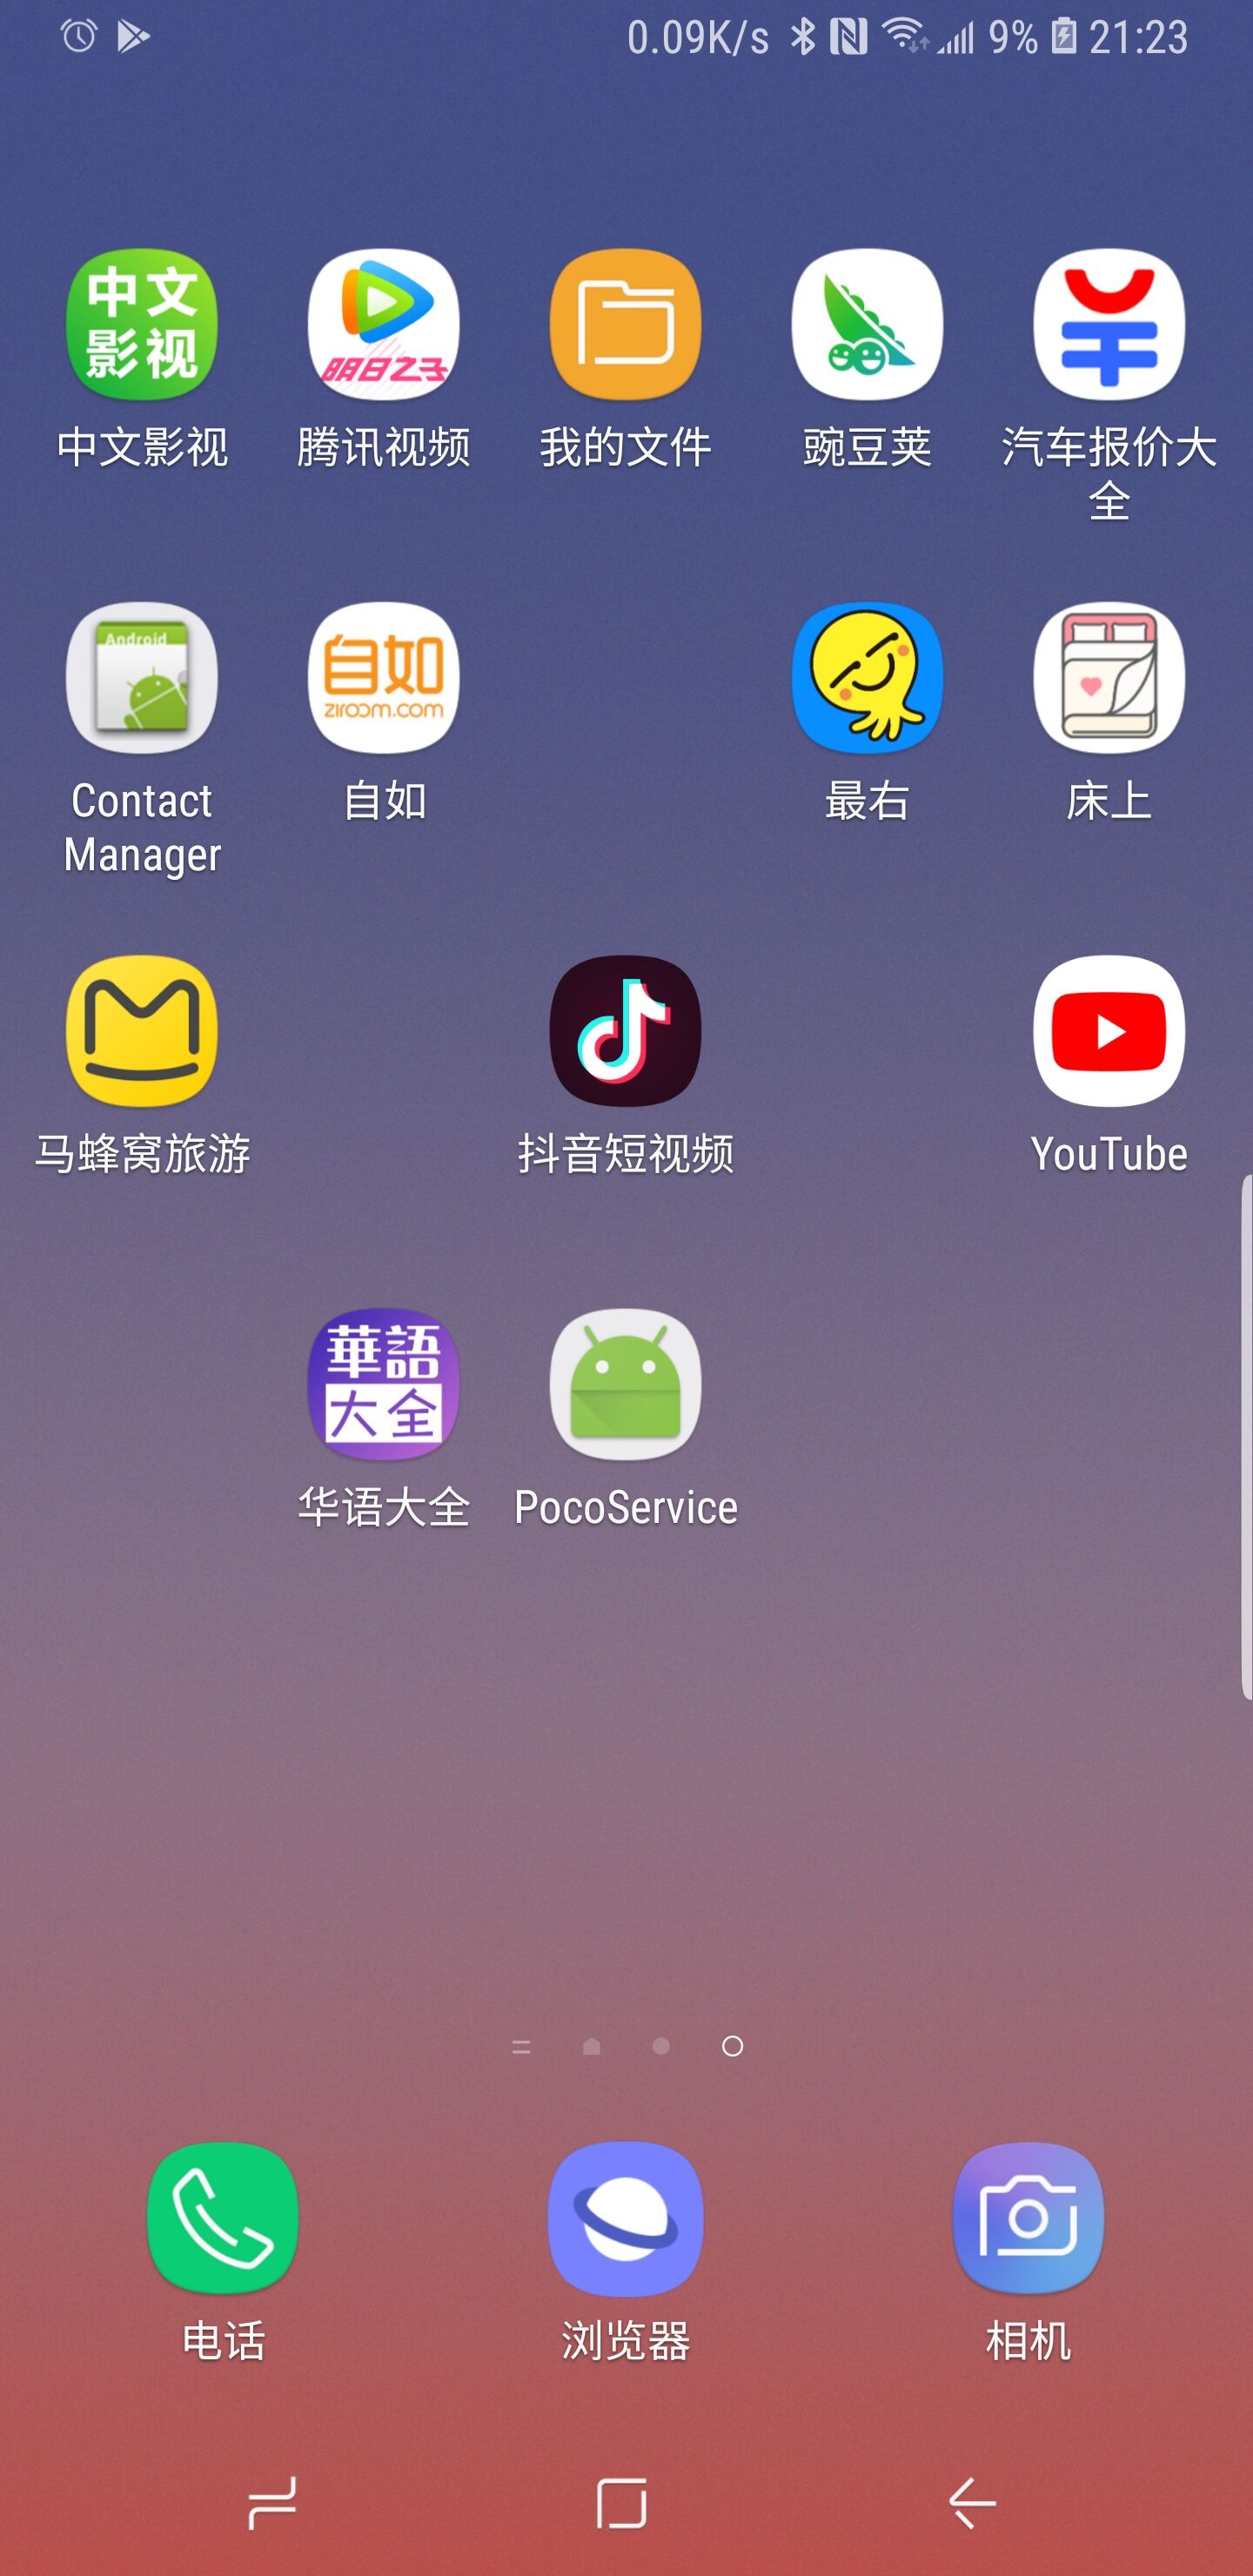 0.09K/s 9% 21:23
中文
影视
明日之子
中文影视
腾讯视频
我的文件
豌豆荚
汽车报价大
全
Android
自如
ziroom.com
Contact
Manager
自如
最右
床上
马蜂窝旅游
抖音短视频
YouTube
華語
大全
华语大全
PocoService
电话
浏览器
相机